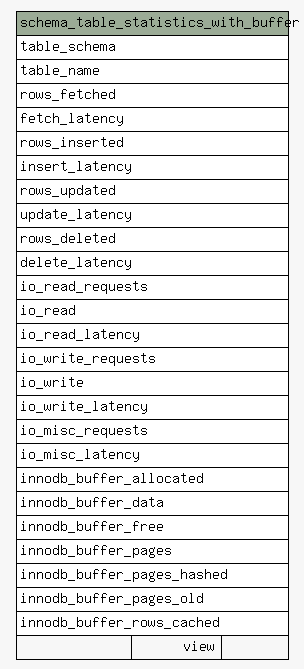 schema_table_statistics_with_buffer
table_schema
table_name
rows_fetched
fetch_latency
rows_inserted
insert_latency
rows_updated
update_latency
rows_deleted
delete_latency
io_read_requests
io_read
io_read_latency
io_write_requests
io_write
io_write_latency
io_misc_requests
io_misc_latency
innodb_buffer_allocated
innodb_buffer_data
innodb_buffer_free
innodb_buffer_pages
innodb_buffer_pages_hashed
innodb_buffer_pages_old
innodb_buffer_rows_cached
view